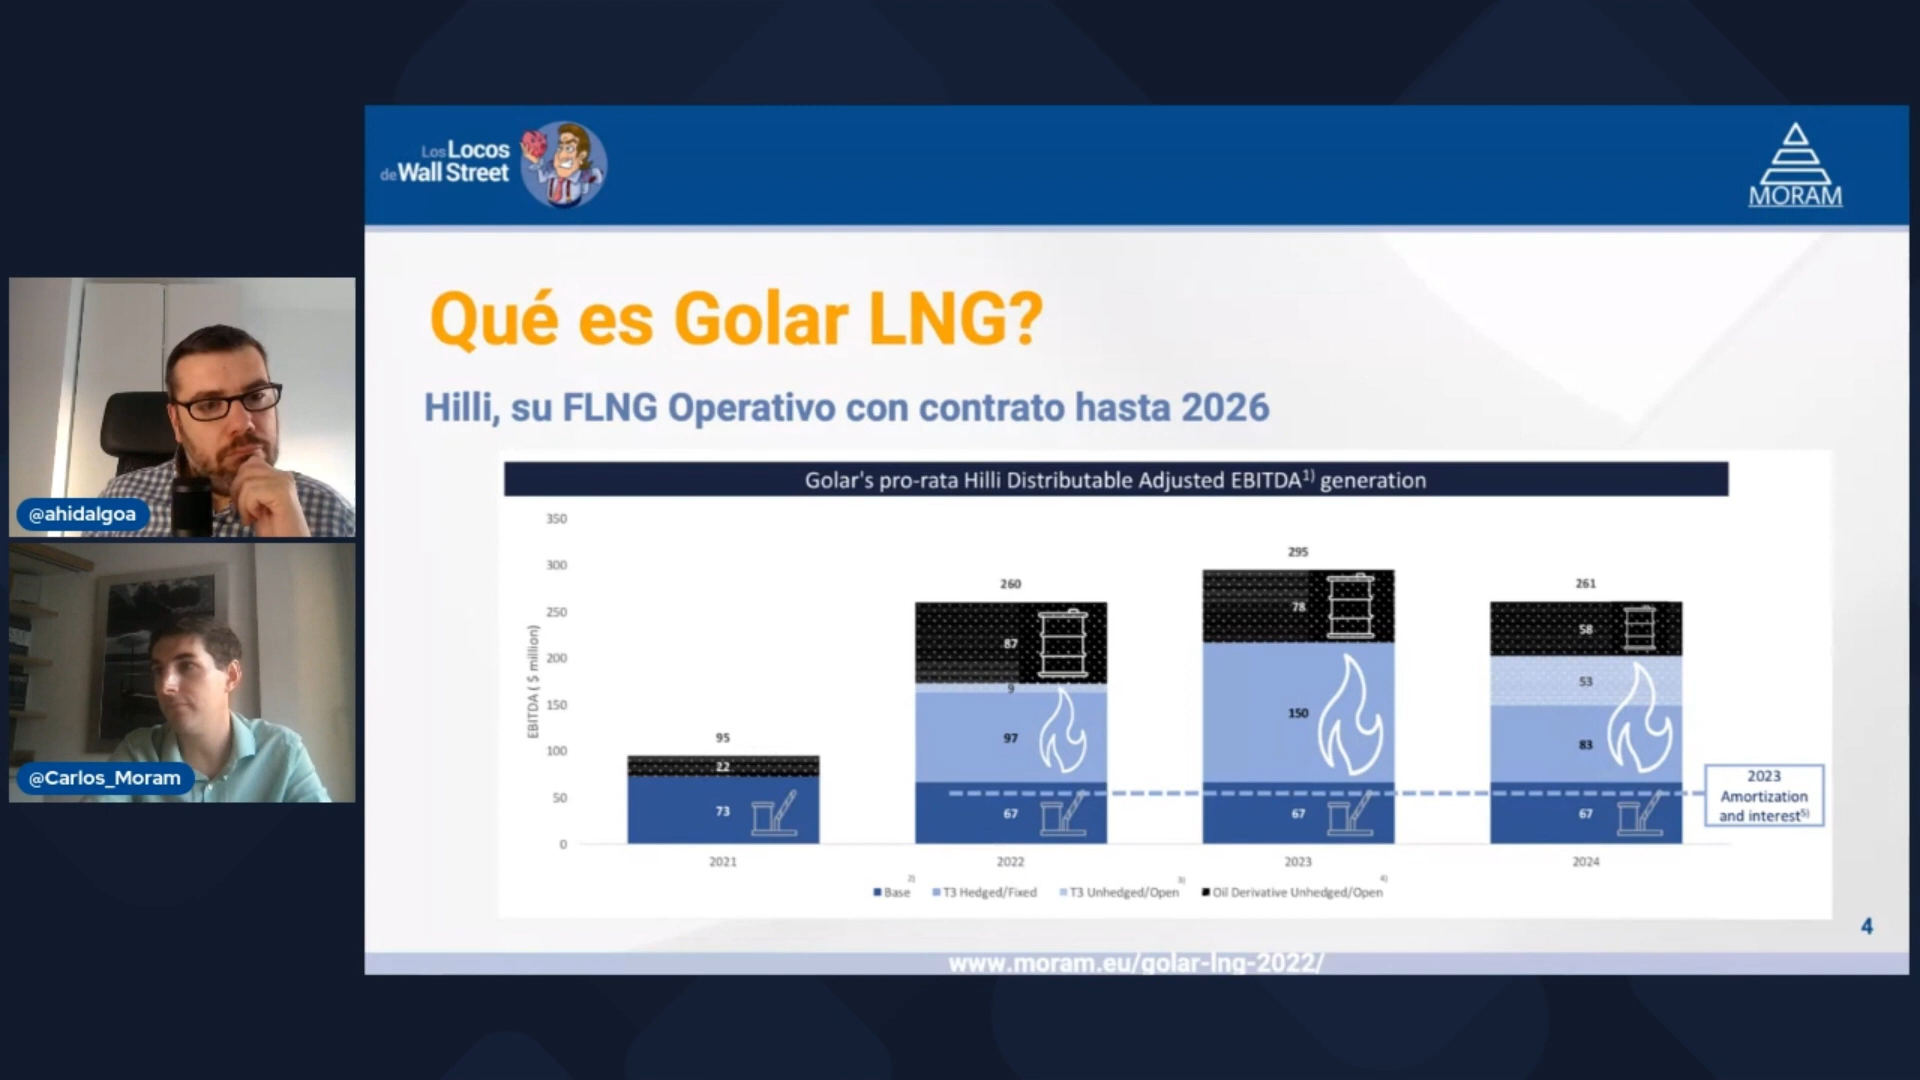 Los Locos
de Wall Street
MORAM
Qué es Golar LNG?
Hilli, su FLNG Operativo con contrato hasta 2026
Golar's pro-rata Hilli Distributable Adjusted EBITDA1) generation
EBITDA ( $ million)
350
300
250
200
150
100
50
0
95
22
73
260
87
9
97
67
295
78
150
67
261
58
53
83
67
2023
Amortization
and interest5)
2021
2022
2023
2024
2)
3)
4)
Base
T3 Hedged/Fixed
T3 Unhedged/Open
Oil Derivative Unhedged/Open
4
www.moram.eu/golar-lng-2022/
@ahidalgoa
@Carlos_Moram